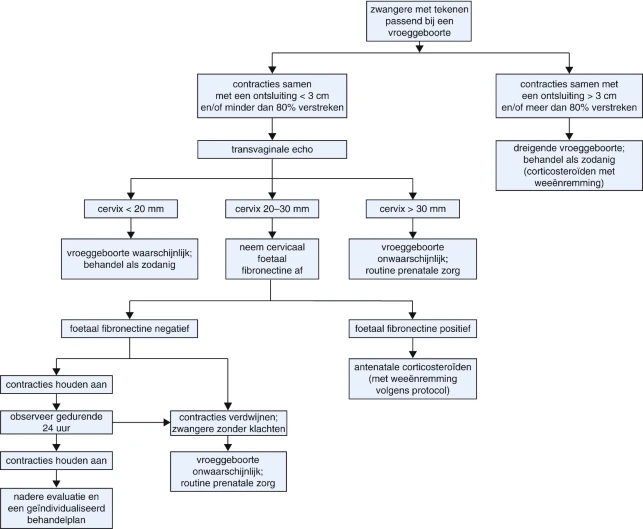 zwangere met tekenen
passend bij een
vroeggeboorte
contracties samen
met een ontsluiting < 3 cm
en/of minder dan 80% verstreken
contracties samen met
een ontsluiting > 3 cm
en/of meer dan 80% verstreken
transvaginale echo
dreigende vroeggeboorte;
behandel als zodanig
(corticosteroïden met
weeënremming)
cervix < 20 mm
cervix 20–30 mm
cervix > 30 mm
vroeggeboorte waarschijnlijk;
behandel als zodanig
neem cervicaal
foetaal
fibronectine af
vroeggeboorte
onwaarschijnlijk;
routine prenatale zorg
foetaal fibronectine negatief
foetaal fibronectine positief
contracties houden aan
antenatale corticosteroïden
(met weeënremming
volgens protocol)
observeer gedurende
24 uur
contracties verdwijnen;
zwangere zonder klachten
contracties houden aan
vroeggeboorte
onwaarschijnlijk;
routine prenatale zorg
nadere evaluatie en
een geïndividualiseerd
behandelplan